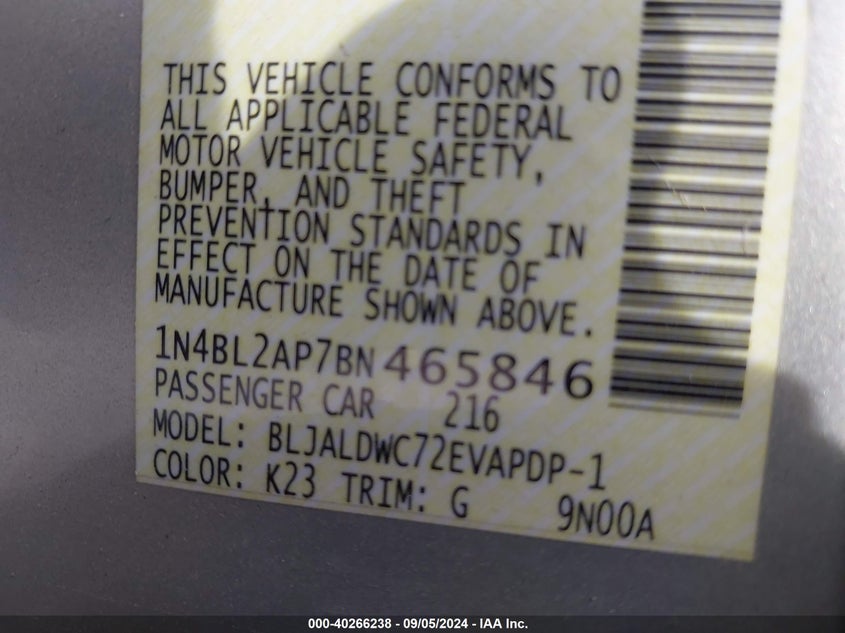 THIS VEHICLE CONFORMS TO
ALL APPLICABLE FEDERAL
MOTOR VEHICLE SAFETY,
BUMPER, AND THEFT
PREVENTION STANDARDS IN
EFFECT ON THE DATE OF
MANUFACTURE SHOWN ABOVE.
1N4BL2AP7BN465846
PASSENGER CAR 216
MODEL: BLJALDWC72EVAPDP-1
COLOR: K23 TRIM: G 9N00A
000-40266238 - 09/05/2024 - IAA Inc.